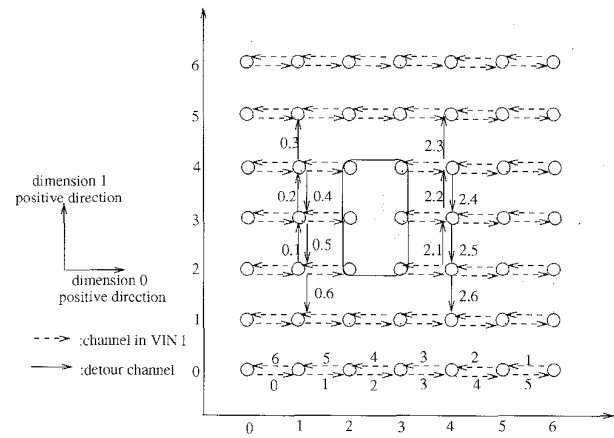 6
5
0.3
2.3
4
dimension 1
positive direction
0.2
0.4
2.2
2.4
3
0.1
0.5
2.1
2.5
2
dimension 0
positive direction
0.6
2.6
1
:channel in VIN 1
6 5 4 3 2 1
0
:detour channel
0 1 2 3 4 5
0 1 2 3 4 5 6